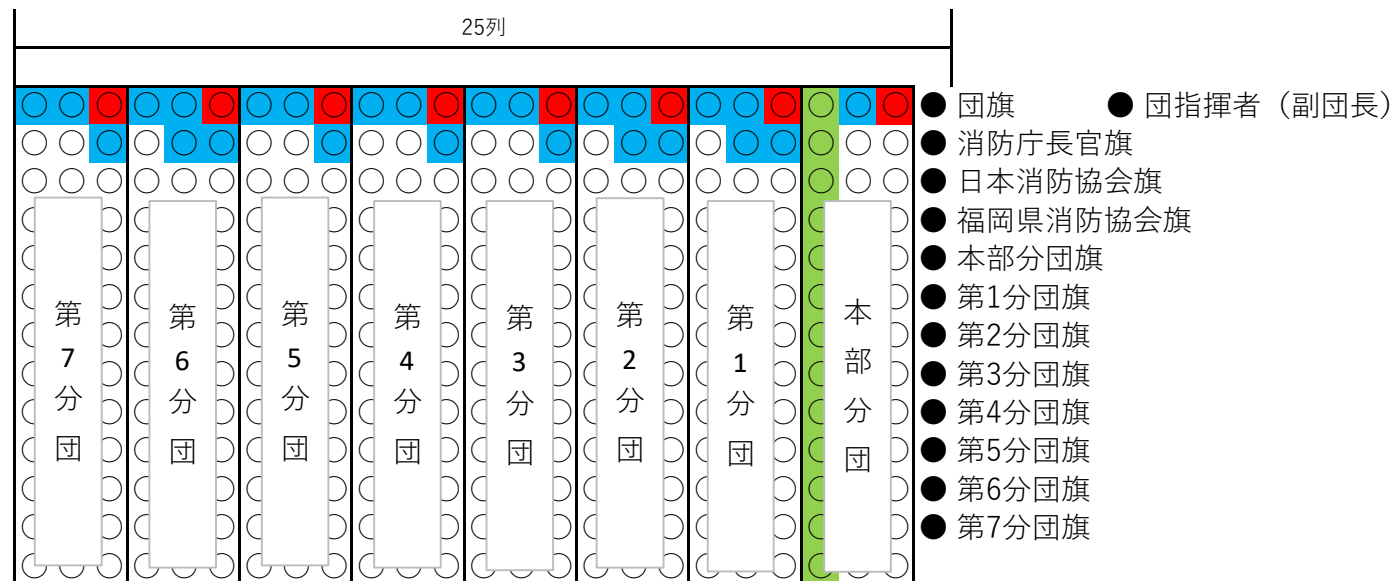 25列
● 団旗
● 団指揮者（副団長）
● 消防庁長官旗
● 日本消防協会旗
● 福岡県消防協会旗
● 本部分団旗
● 第1分団旗
● 第2分団旗
● 第3分団旗
● 第4分団旗
● 第5分団旗
● 第6分団旗
● 第7分団旗
第7分団
第6分団
第5分団
第4分団
第3分団
第2分団
第1分団
本部分団